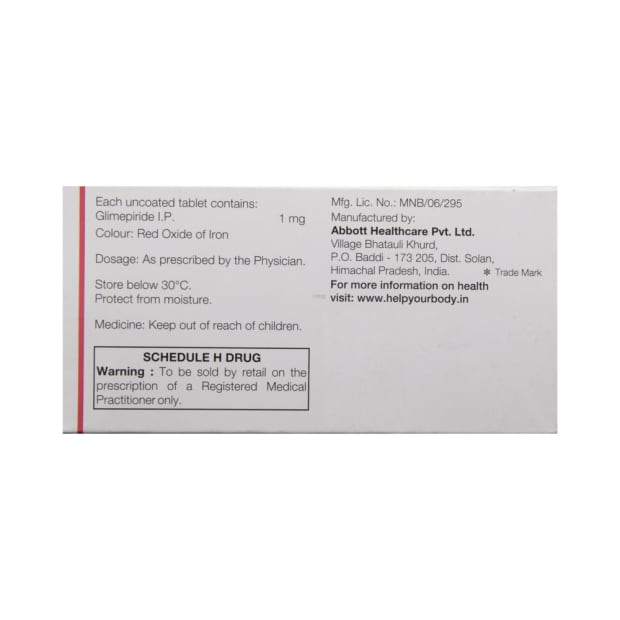 Each uncoated tablet contains:
Glimepiride I.P. 1 mg
Colour: Red Oxide of Iron
Dosage: As prescribed by the Physician.
Store below 30°C.
Protect from moisture.
Medicine: Keep out of reach of children.
SCHEDULE H DRUG
Warning : To be sold by retail on the
prescription of a Registered Medical
Practitioner only.
Mfg. Lic. No.: MNB/06/295
Manufactured by:
Abbott Healthcare Pvt. Ltd.
Village Bhatauli Khurd,
P.O. Baddi - 173 205, Dist. Solan,
Himachal Pradesh, India. ✻ Trade Mark
For more information on health
visit: www.helpyourbody.in